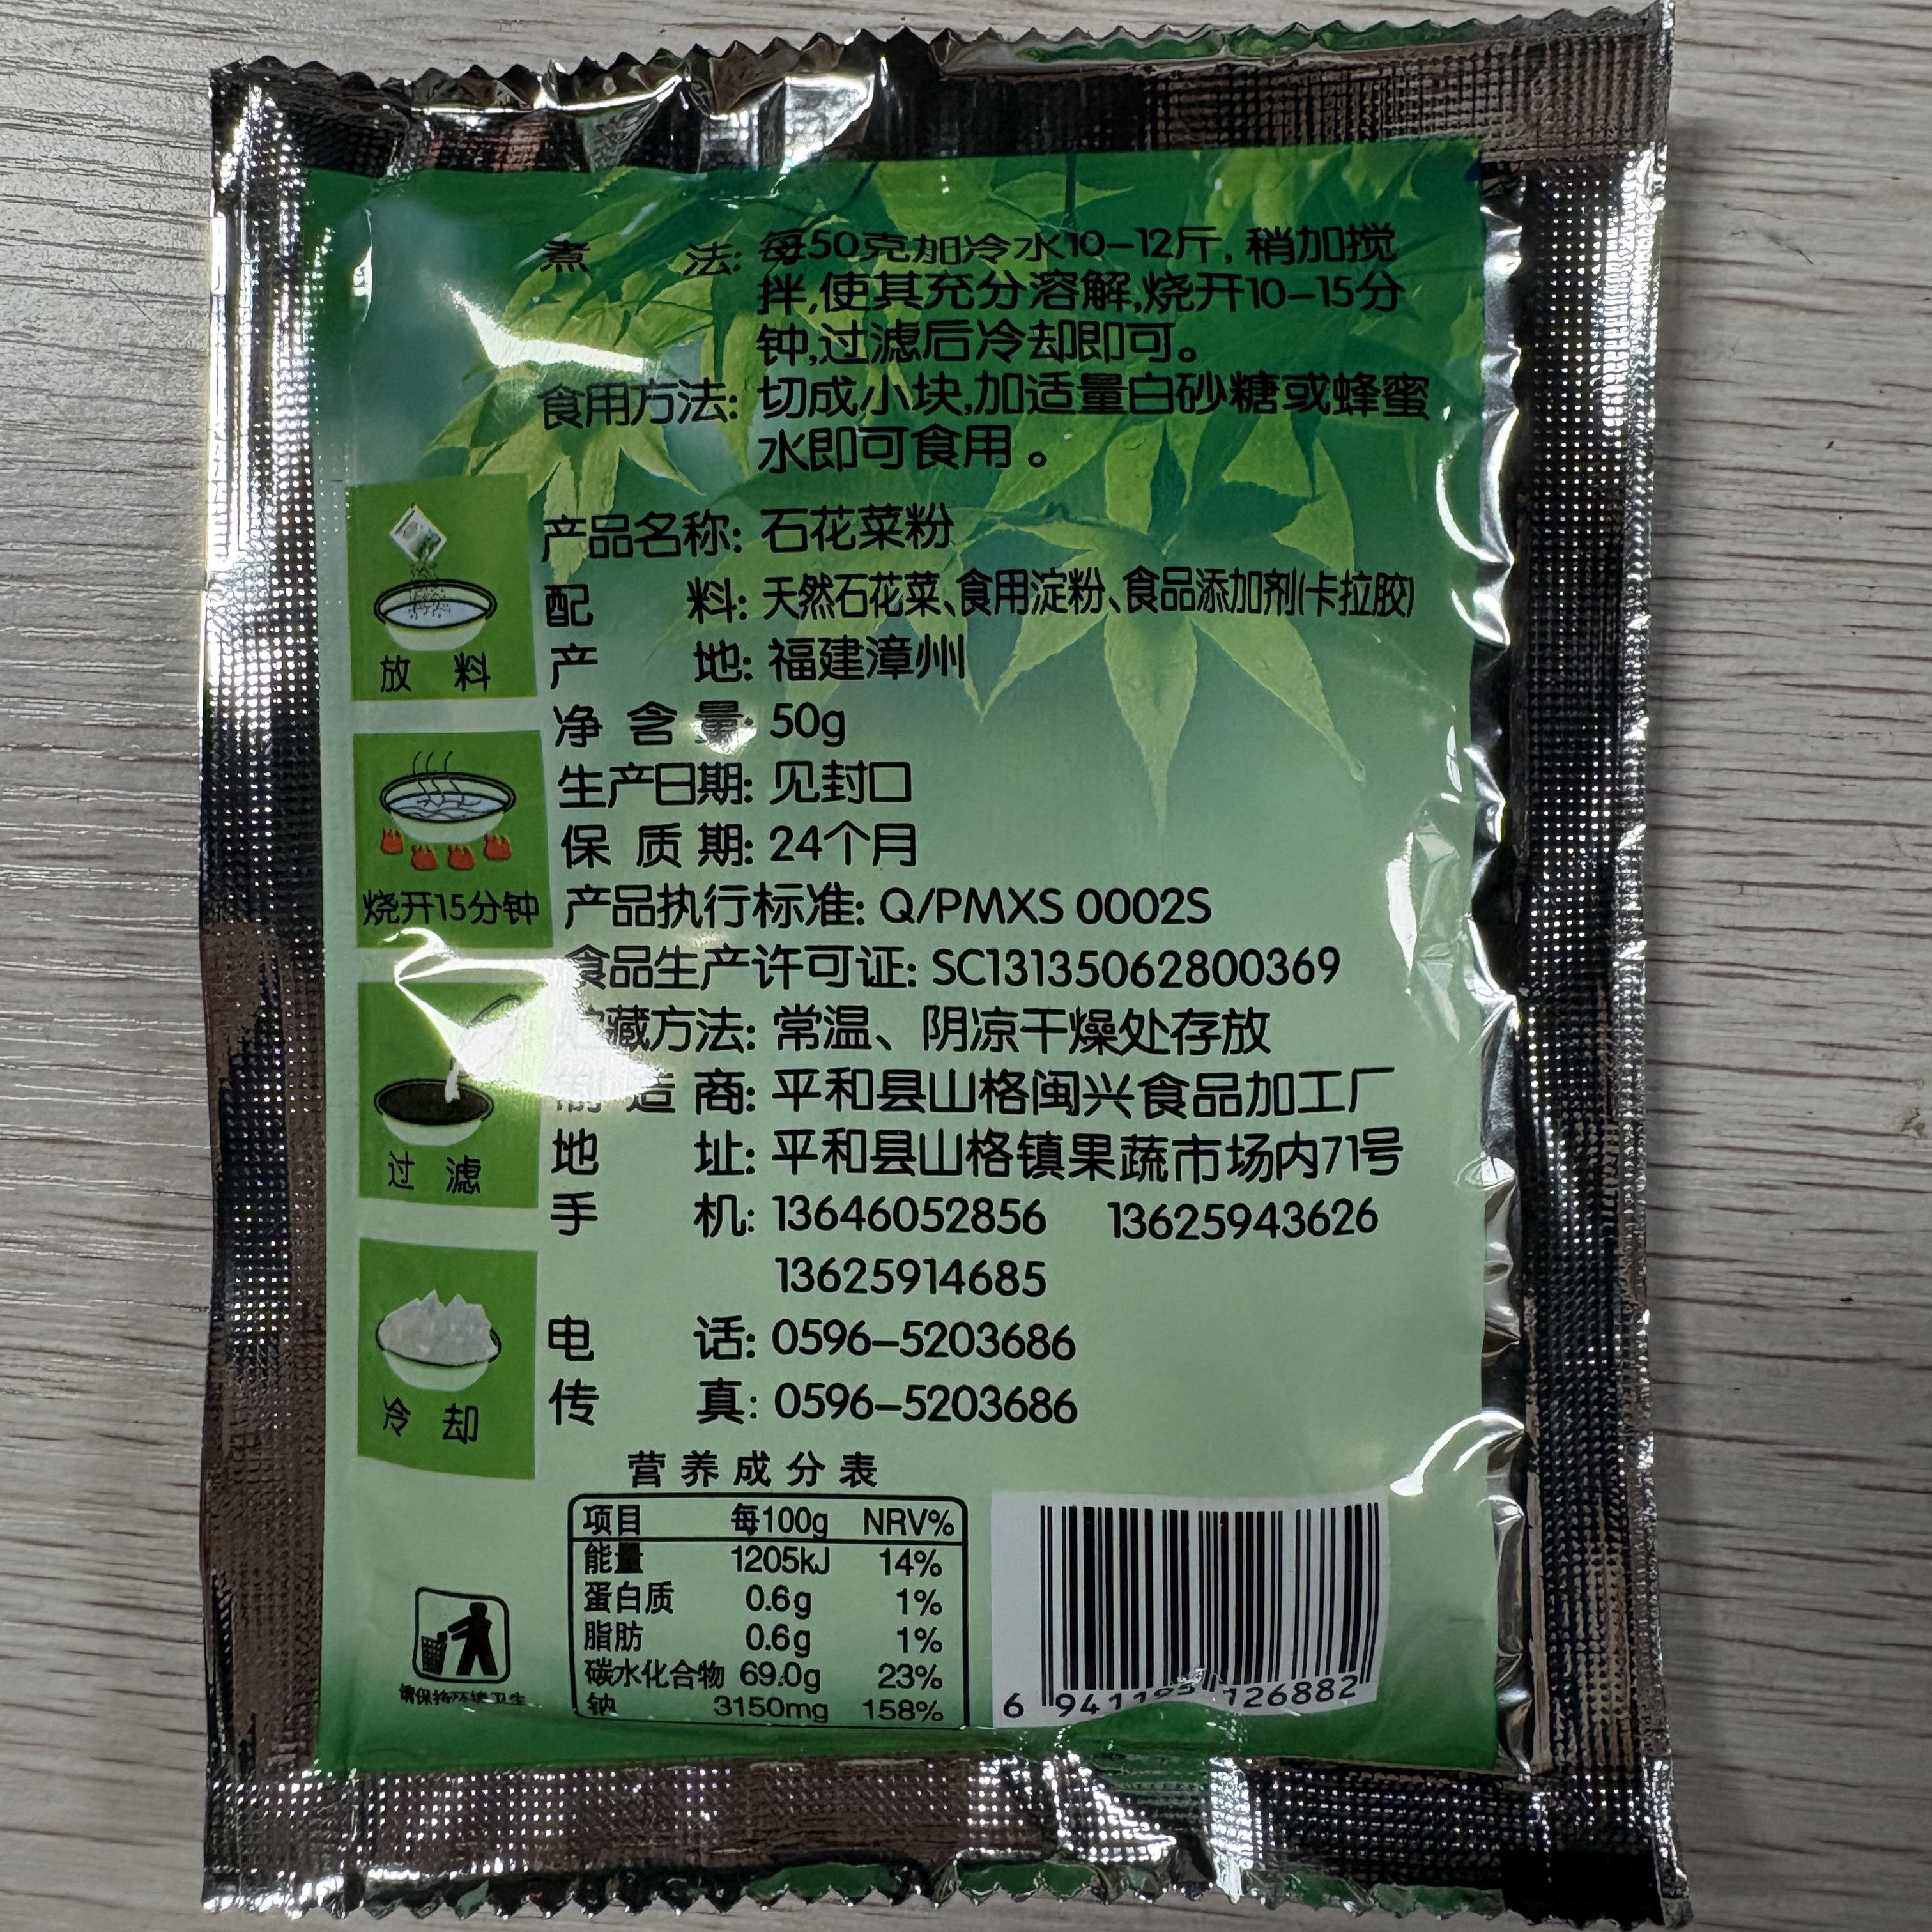 煮 法: 每50克加冷水10-12斤, 稍加搅
拌,使其充分溶解,烧开10-15分
钟,过滤后冷却即可。
食用方法: 切成小块,加适量白砂糖或蜂蜜
水即可食用。
放 料
烧开15分钟
过 滤
冷 却
产品名称: 石花菜粉
配 料: 天然石花菜、食用淀粉、食品添加剂(卡拉胶)
产 地: 福建漳州
净含量: 50g
生产日期: 见封口
保质期: 24个月
产品执行标准: Q/PMXS 0002S
食品生产许可证: SC13135062800369
藏方法: 常温、阴凉干燥处存放
造商: 平和县山格闽兴食品加工厂
地 址: 平和县山格镇果蔬市场内71号
手 机: 13646052856 13625943626
13625914685
电 话: 0596-5203686
传 真: 0596-5203686
营养成分表
项目 每100g NRV%
能量 1205kJ 14%
蛋白质 0.6g 1%
脂肪 0.6g 1%
碳水化合物 69.0g 23%
钠 3150mg 158%
请保持环境卫生